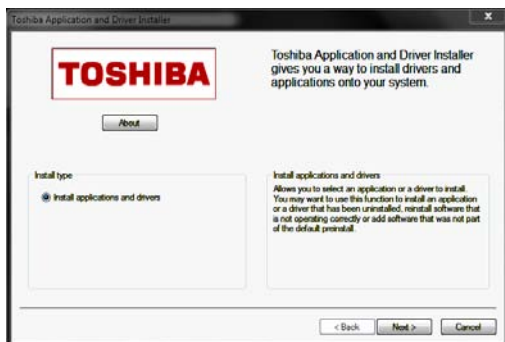 Toshiba Application and Driver Installer
x
TOSHIBA
Toshiba Application and Driver Installer
gives you a way to install drivers and
applications onto your system.
About
Install type
Install applications and drivers
Install applications and drivers
Allows you to select an application or a driver to install.
You may want to use this function to install an application
or a driver that has been uninstalled, reinstall software that
is not operating correctly or add software that was not part
of the default preinstall.
< Back
Next >
Cancel